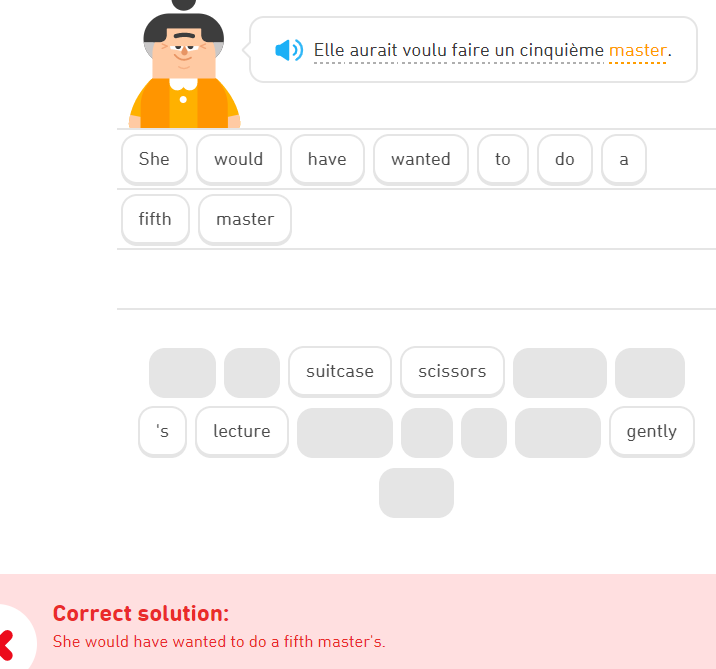 Elle aurait voulu faire un cinquième master.
She would have wanted to do a
fifth master
suitcase scissors
's lecture gently
Correct solution:
She would have wanted to do a fifth master's.